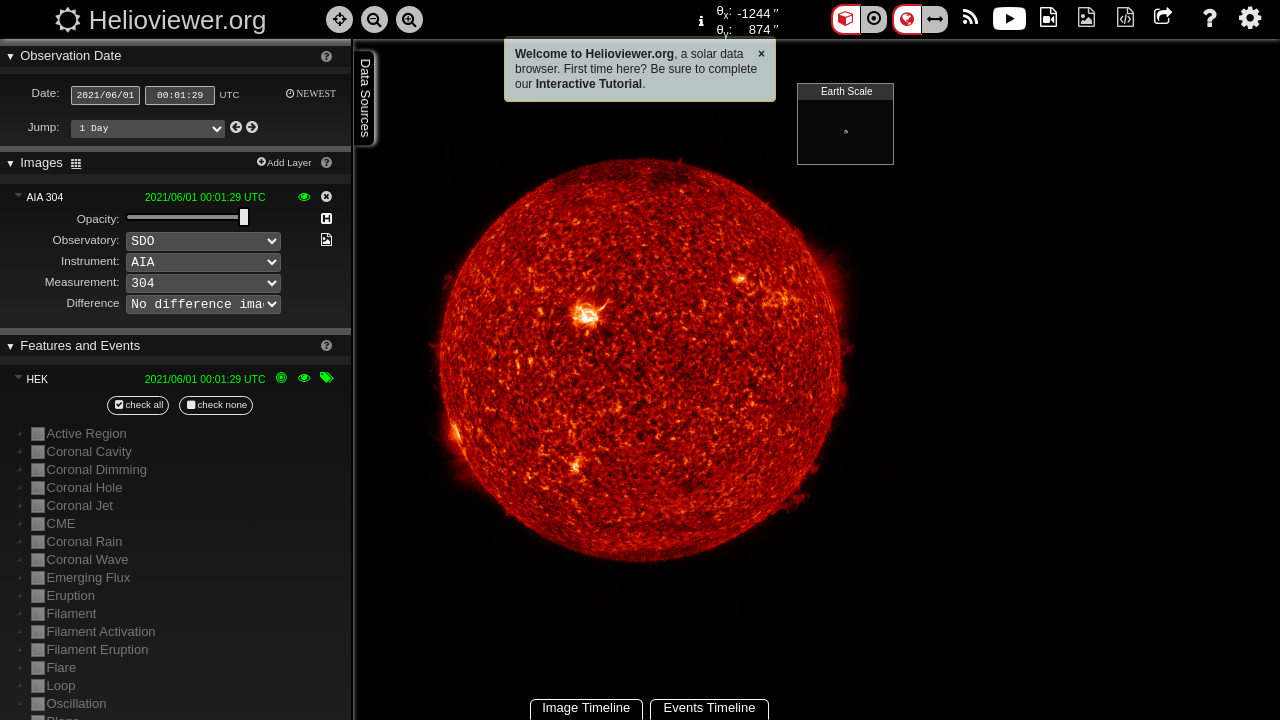 Helioviewer.org
θx: -1244 ″
θy: 874 ″
Observation Date
Date: 2021/06/01 00:01:29 UTC NEWEST
Jump: 1 Day
Images Add Layer
AIA 304 2021/06/01 00:01:29 UTC
Opacity:
Observatory: SDO
Instrument: AIA
Measurement: 304
Difference No difference imag
Features and Events
HEK 2021/06/01 00:01:29 UTC
check all check none
Active Region
Coronal Cavity
Coronal Dimming
Coronal Hole
Coronal Jet
CME
Coronal Rain
Coronal Wave
Emerging Flux
Eruption
Filament
Filament Activation
Filament Eruption
Flare
Loop
Oscillation
Data Sources
Welcome to Helioviewer.org, a solar data ×
browser. First time here? Be sure to complete
our Interactive Tutorial.
Earth Scale
Image Timeline Events Timeline